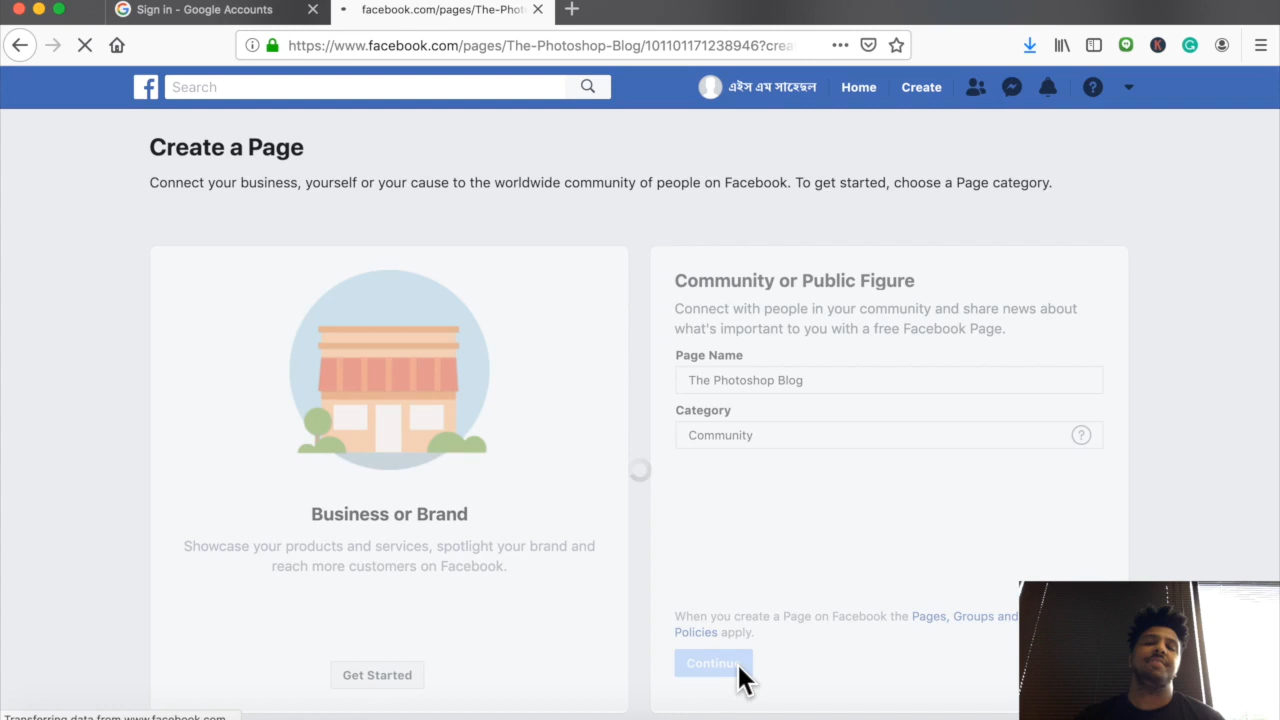 Sign in - Google Accounts
facebook.com/pages/The-Phot
https://www.facebook.com/pages/The-Photoshop-Blog/101101171238946?crea
Search
এইস এম সাহেদুল
Home
Create
Create a Page
Connect your business, yourself or your cause to the worldwide community of people on Facebook. To get started, choose a Page category.
Business or Brand
Showcase your products and services, spotlight your brand and
reach more customers on Facebook.
Get Started
Community or Public Figure
Connect with people in your community and share news about
what's important to you with a free Facebook Page.
Page Name
The Photoshop Blog
Category
Community
?
When you create a Page on Facebook the Pages, Groups and
Policies apply.
Continue
Transferring data from www.facebook.com